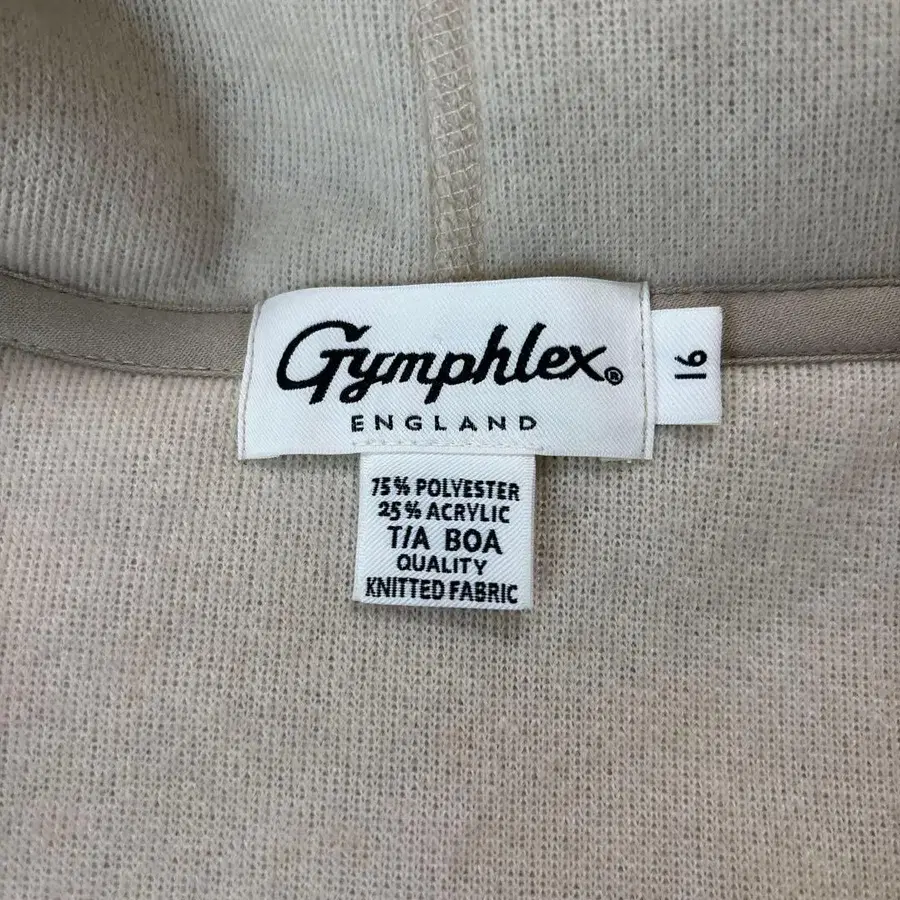 Gymphlex®
ENGLAND
16
75% POLYESTER
25% ACRYLIC
T/A BOA
QUALITY
KNITTED FABRIC